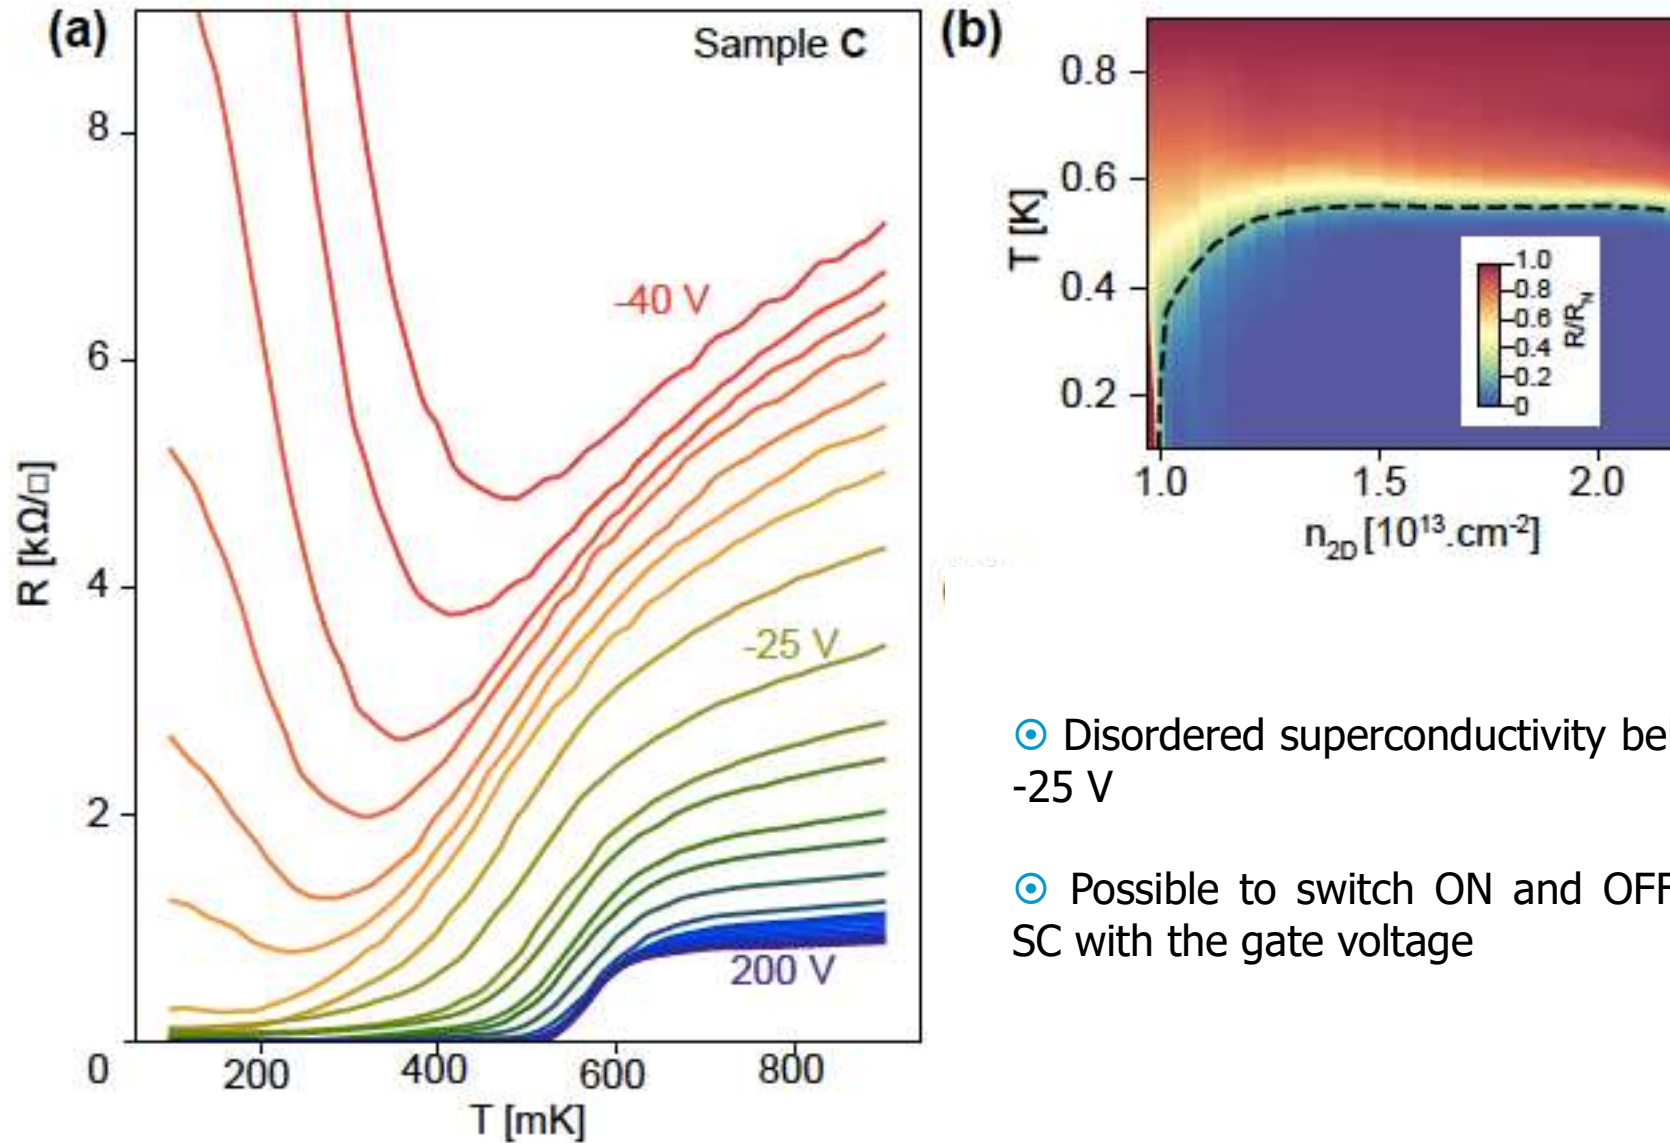 (a)
Sample C
8
6
4
2
0
R [kΩ/□]
-40 V
-25 V
200 V
200
400
600
800
T [mK]
(b)
0.8
0.6
0.4
0.2
T [K]
1.0
0.8
0.6
0.4
0.2
0
R/R_N
1.0
1.5
2.0
n_2D [10^13.cm^-2]
⊙ Disordered superconductivity be
-25 V
⊙ Possible to switch ON and OFF
SC with the gate voltage